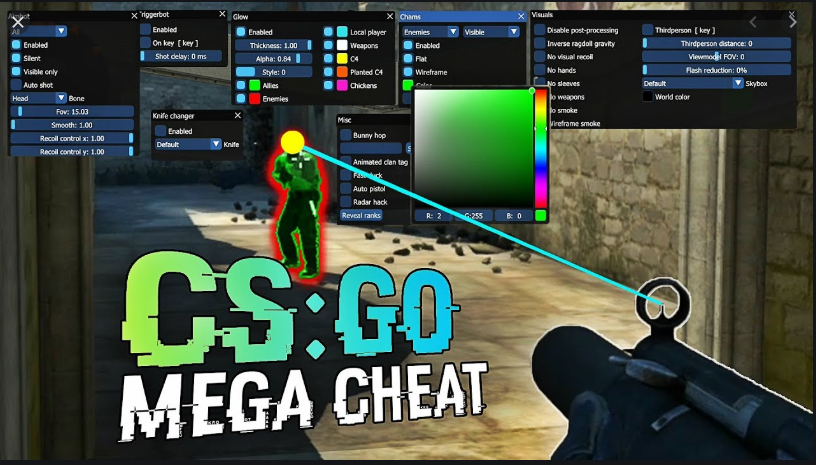 Aimbot
All
Enabled
Silent
Visible only
Auto shot
Head
Bone
Fov: 15.03
Smooth: 1.00
Recoil control x: 1.00
Recoil control y: 1.00
Triggerbot
Enabled
On key [ key ]
Shot delay: 0 ms
Knife changer
Enabled
Default
Knife
Glow
Enabled
Thickness: 1.00
Alpha: 0.84
Style: 0
Allies
Enemies
Local player
Weapons
C4
Planted C4
Chickens
Chams
Enemies
Visible
Enabled
Flat
Wireframe
Color
R: 2
G:255
B: 0
Misc
Bunny hop
Animated clan tag
Fast duck
Auto pistol
Radar hack
Reveal ranks
Visuals
Disable post-processing
Inverse ragdoll gravity
No visual recoil
No hands
No sleeves
No weapons
No smoke
Wireframe smoke
Thirdperson [ key ]
Thirdperson distance: 0
Viewmodel FOV: 0
Flash reduction: 0%
Default
Skybox
World color
CS:GO
MEGA CHEAT